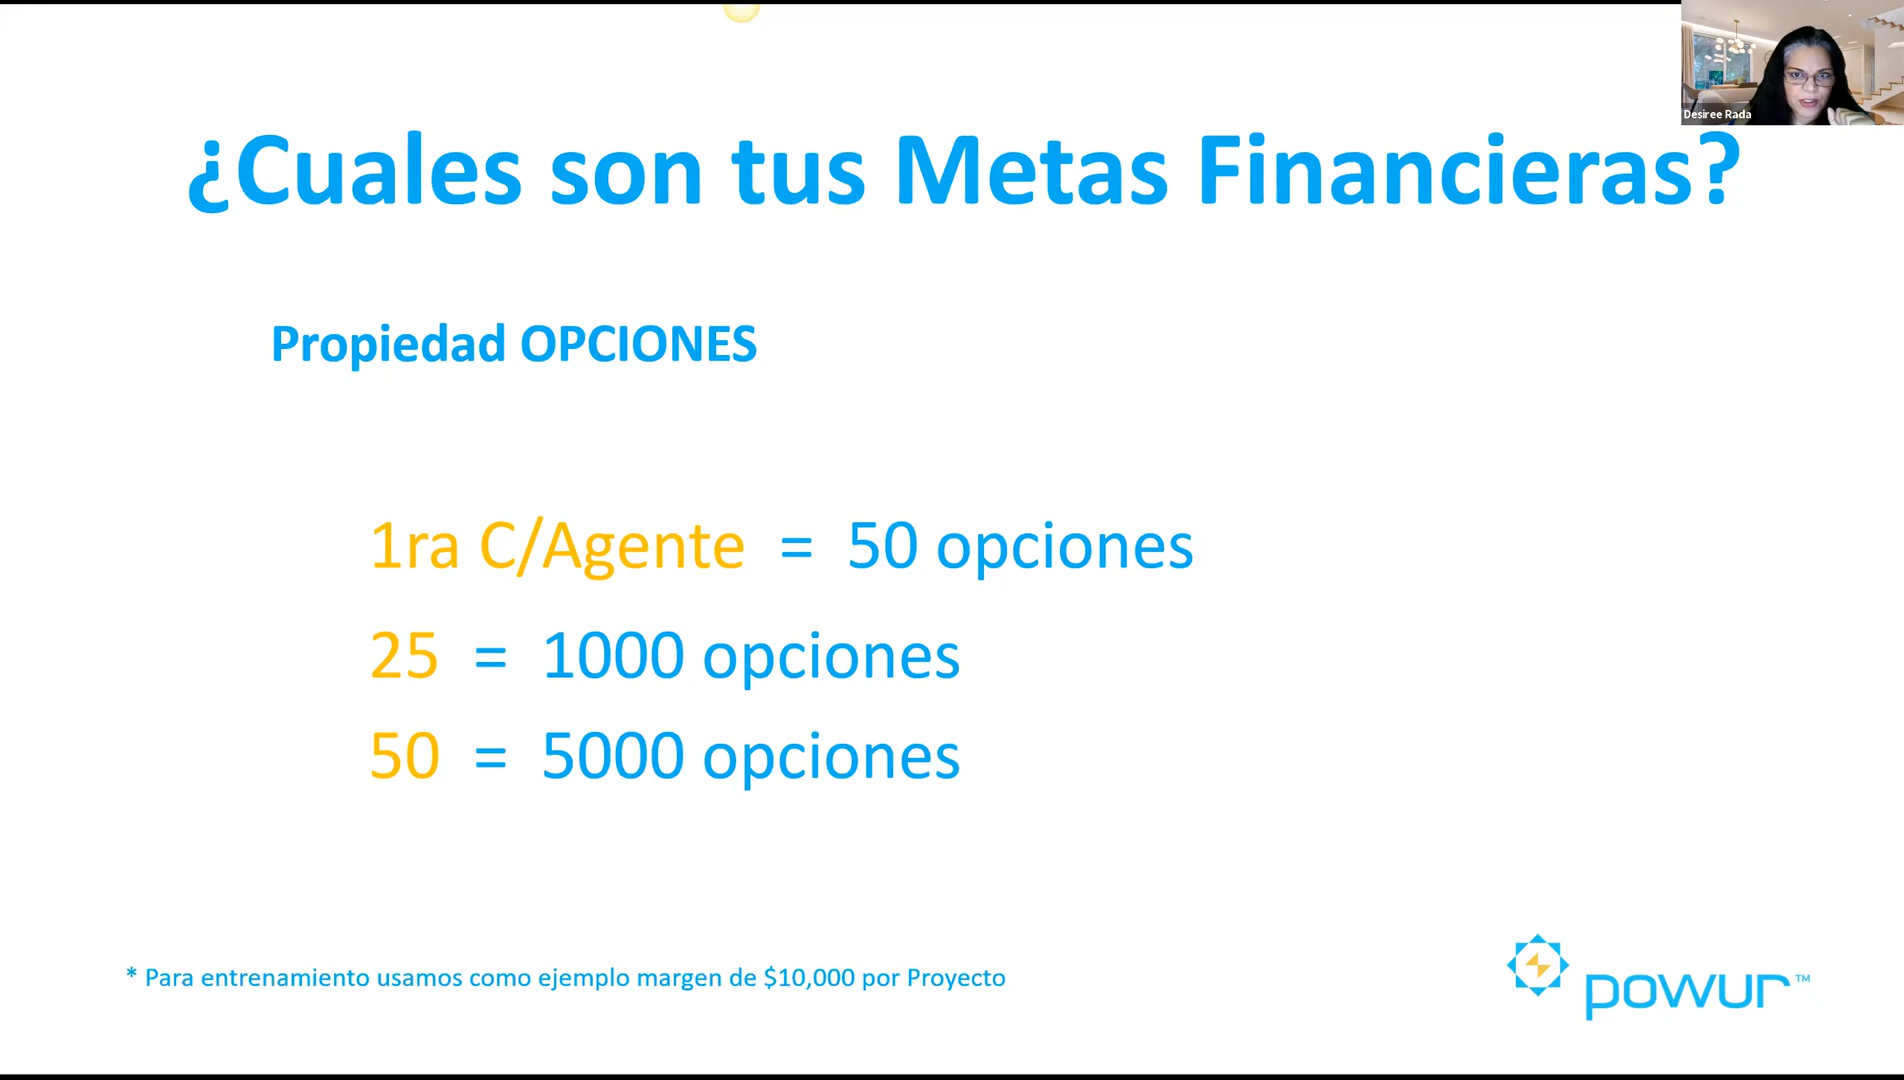 Desiree Rada
¿Cuales son tus Metas Financieras?
Propiedad OPCIONES
1ra C/Agente = 50 opciones
25 = 1000 opciones
50 = 5000 opciones
* Para entrenamiento usamos como ejemplo margen de $10,000 por Proyecto
powur™